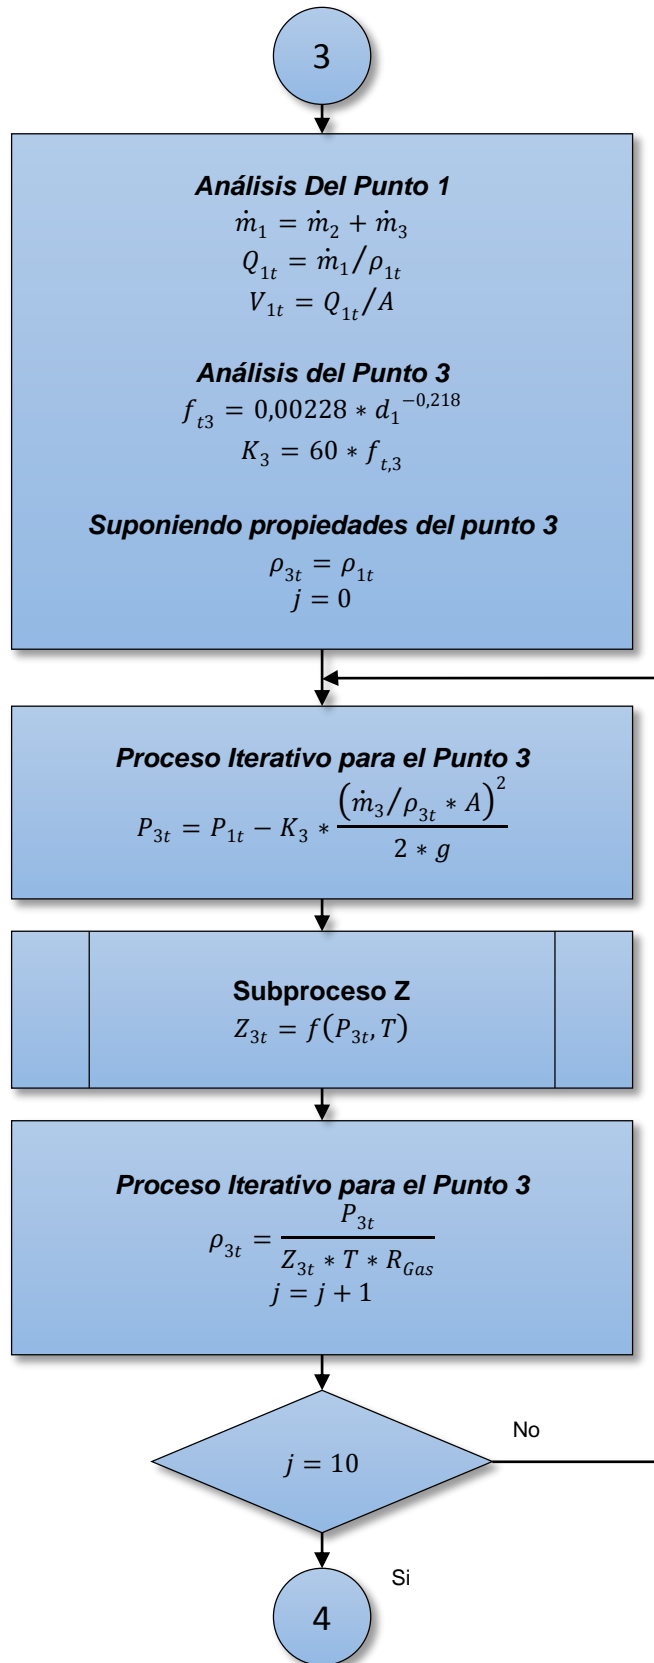 3
Análisis Del Punto 1
ṁ₁ = ṁ₂ + ṁ₃
Q₁ₜ = ṁ₁/ρ₁ₜ
V₁ₜ = Q₁ₜ/A
Análisis del Punto 3
fₜ₃ = 0,00228 * d₁^−0,218
K₃ = 60 * f_t,3
Suponiendo propiedades del punto 3
ρ₃ₜ = ρ₁ₜ
j = 0
Proceso Iterativo para el Punto 3
P₃ₜ = P₁ₜ − K₃ * (ṁ₃/ρ₃ₜ * A)² / 2 * g
Subproceso Z
Z₃ₜ = f(P₃ₜ, T)
Proceso Iterativo para el Punto 3
ρ₃ₜ = P₃ₜ / Z₃ₜ * T * R_Gas
j = j + 1
j = 10
No
Si
4